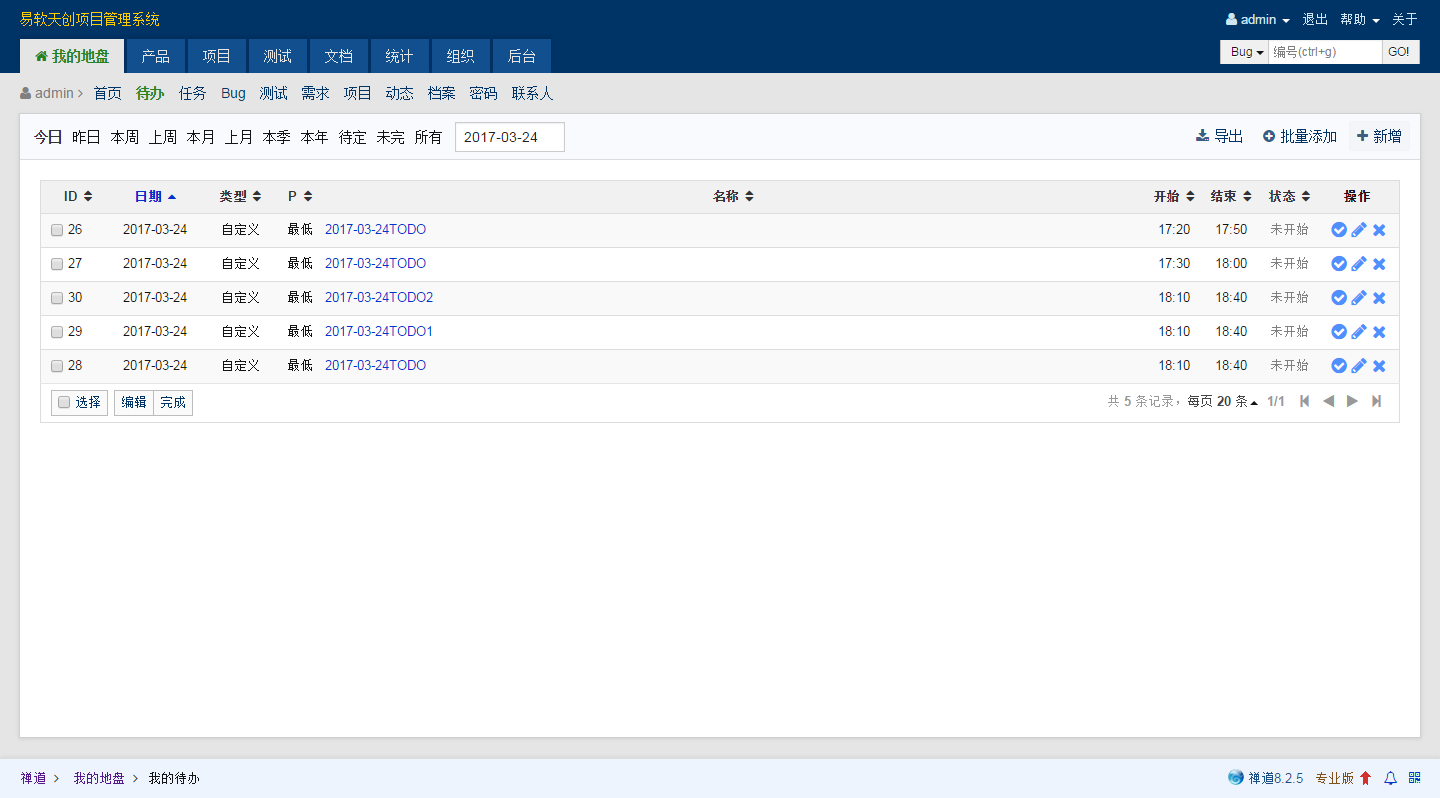 易软天创项目管理系统
admin 退出 帮助 关于
我的地盘 产品 项目 测试 文档 统计 组织 后台
Bug 编号(ctrl+g) GO!
admin 首页 待办 任务 Bug 测试 需求 项目 动态 档案 密码 联系人
今日 昨日 本周 上周 本月 上月 本季 本年 待定 未完 所有 2017-03-24 导出 批量添加 新增
ID 日期 类型 P 名称 开始 结束 状态 操作
26 2017-03-24 自定义 最低 2017-03-24TODO 17:20 17:50 未开始
27 2017-03-24 自定义 最低 2017-03-24TODO 17:30 18:00 未开始
30 2017-03-24 自定义 最低 2017-03-24TODO2 18:10 18:40 未开始
29 2017-03-24 自定义 最低 2017-03-24TODO1 18:10 18:40 未开始
28 2017-03-24 自定义 最低 2017-03-24TODO 18:10 18:40 未开始
选择 编辑 完成 共 5 条记录，每页 20 条 1/1
禅道 我的地盘 我的待办 禅道8.2.5 专业版